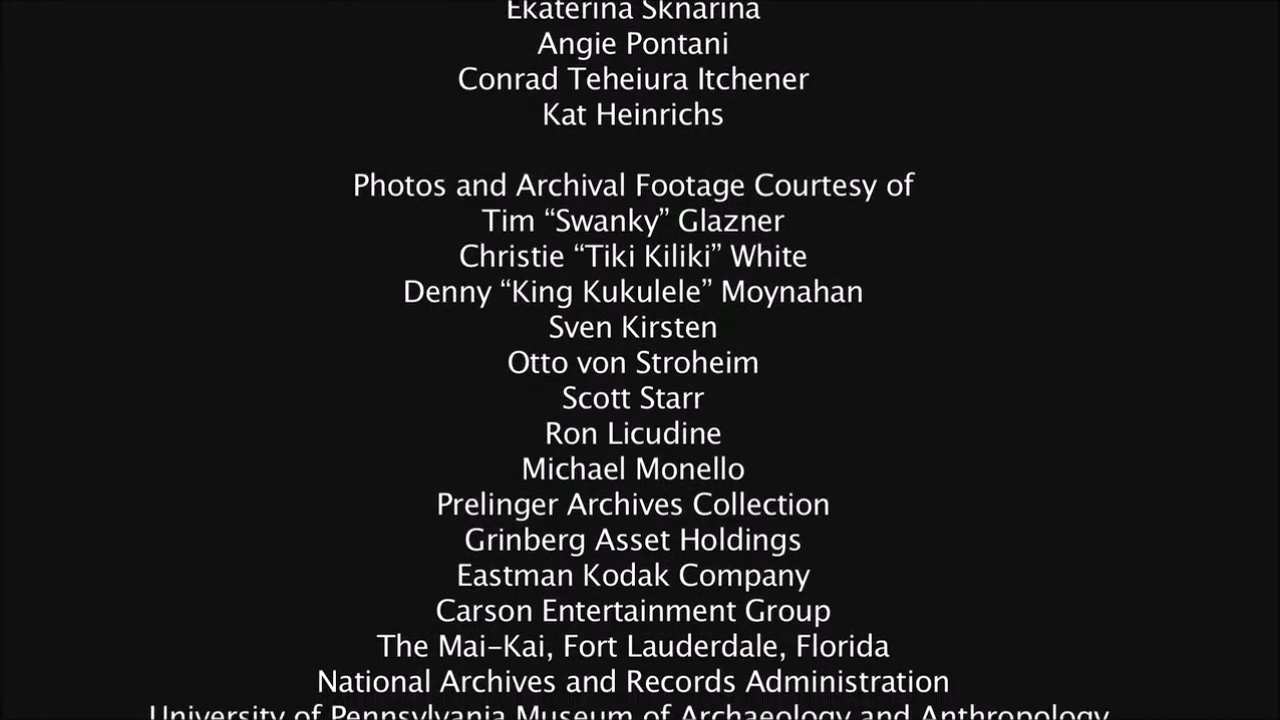 Ekaterina Sknarina
Angie Pontani
Conrad Teheiura Itchener
Kat Heinrichs
Photos and Archival Footage Courtesy of
Tim “Swanky” Glazner
Christie “Tiki Kiliki” White
Denny “King Kukulele” Moynahan
Sven Kirsten
Otto von Stroheim
Scott Starr
Ron Licudine
Michael Monello
Prelinger Archives Collection
Grinberg Asset Holdings
Eastman Kodak Company
Carson Entertainment Group
The Mai-Kai, Fort Lauderdale, Florida
National Archives and Records Administration
University of Pennsylvania Museum of Archaeology and Anthropology